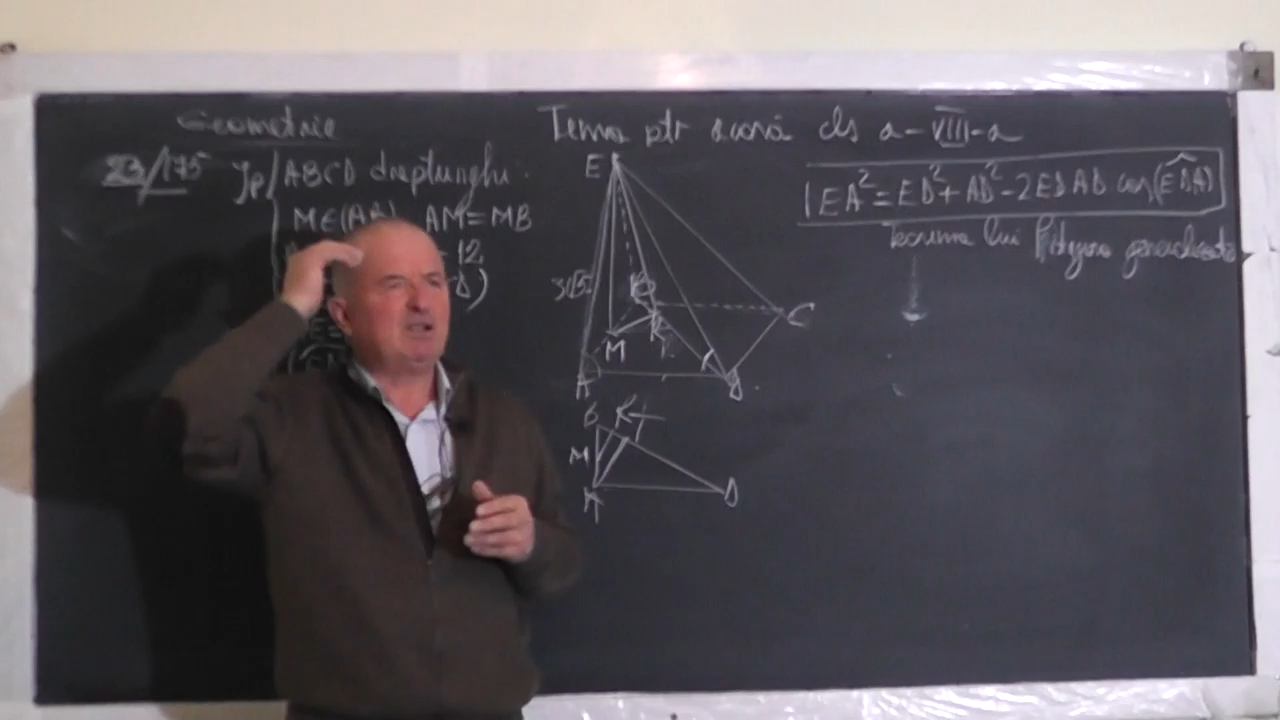 Geometrie
Tema ptr acasă cls a-VIII-a
23/175 Ip ABCD dreptunghi
M∈(AB) AM=MB
12
EA²=ED²+AD²-2ED AD cos(EDA)
Teorema lui Pitagora generalizată
E
3√5
B
C
M
R
T
A
D
B R T
M
A
D